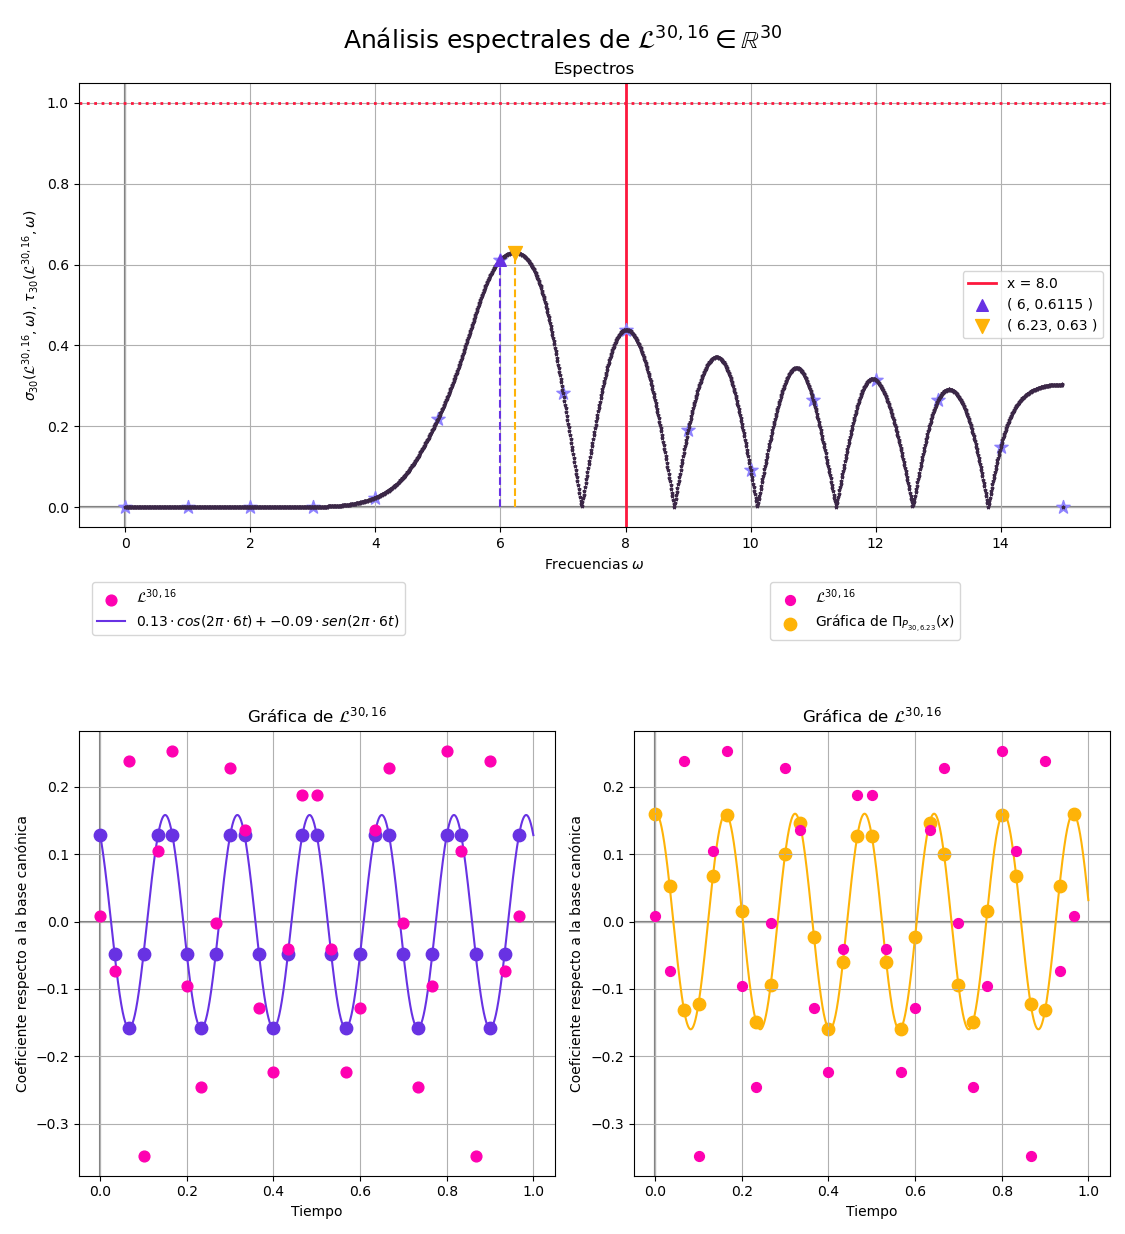 Análisis espectrales de ℒ^{30,16} ∈ ℝ^{30}
Espectros
σ_{30}(ℒ^{30,16}, ω), τ_{30}(ℒ^{30,16}, ω)
1.0
0.8
0.6
0.4
0.2
0.0
x = 8.0
( 6, 0.6115 )
( 6.23, 0.63 )
0 2 4 6 8 10 12 14
Frecuencias ω
ℒ^{30,16}
0.13 · cos(2π · 6t) + −0.09 · sen(2π · 6t)
ℒ^{30,16}
Gráfica de Π_{P_{30,6.23}}(x)
Gráfica de ℒ^{30,16}
Coeficiente respecto a la base canónica
0.2
0.1
0.0
−0.1
−0.2
−0.3
0.0 0.2 0.4 0.6 0.8 1.0
Tiempo
Gráfica de ℒ^{30,16}
Coeficiente respecto a la base canónica
0.2
0.1
0.0
−0.1
−0.2
−0.3
0.0 0.2 0.4 0.6 0.8 1.0
Tiempo